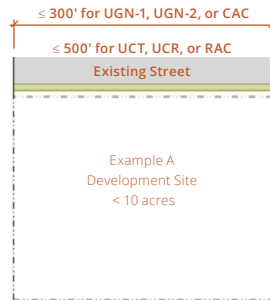 ≤ 300' for UGN-1, UGN-2, or CAC
≤ 500' for UCT, UCR, or RAC
Existing Street
Example A
Development Site
< 10 acres